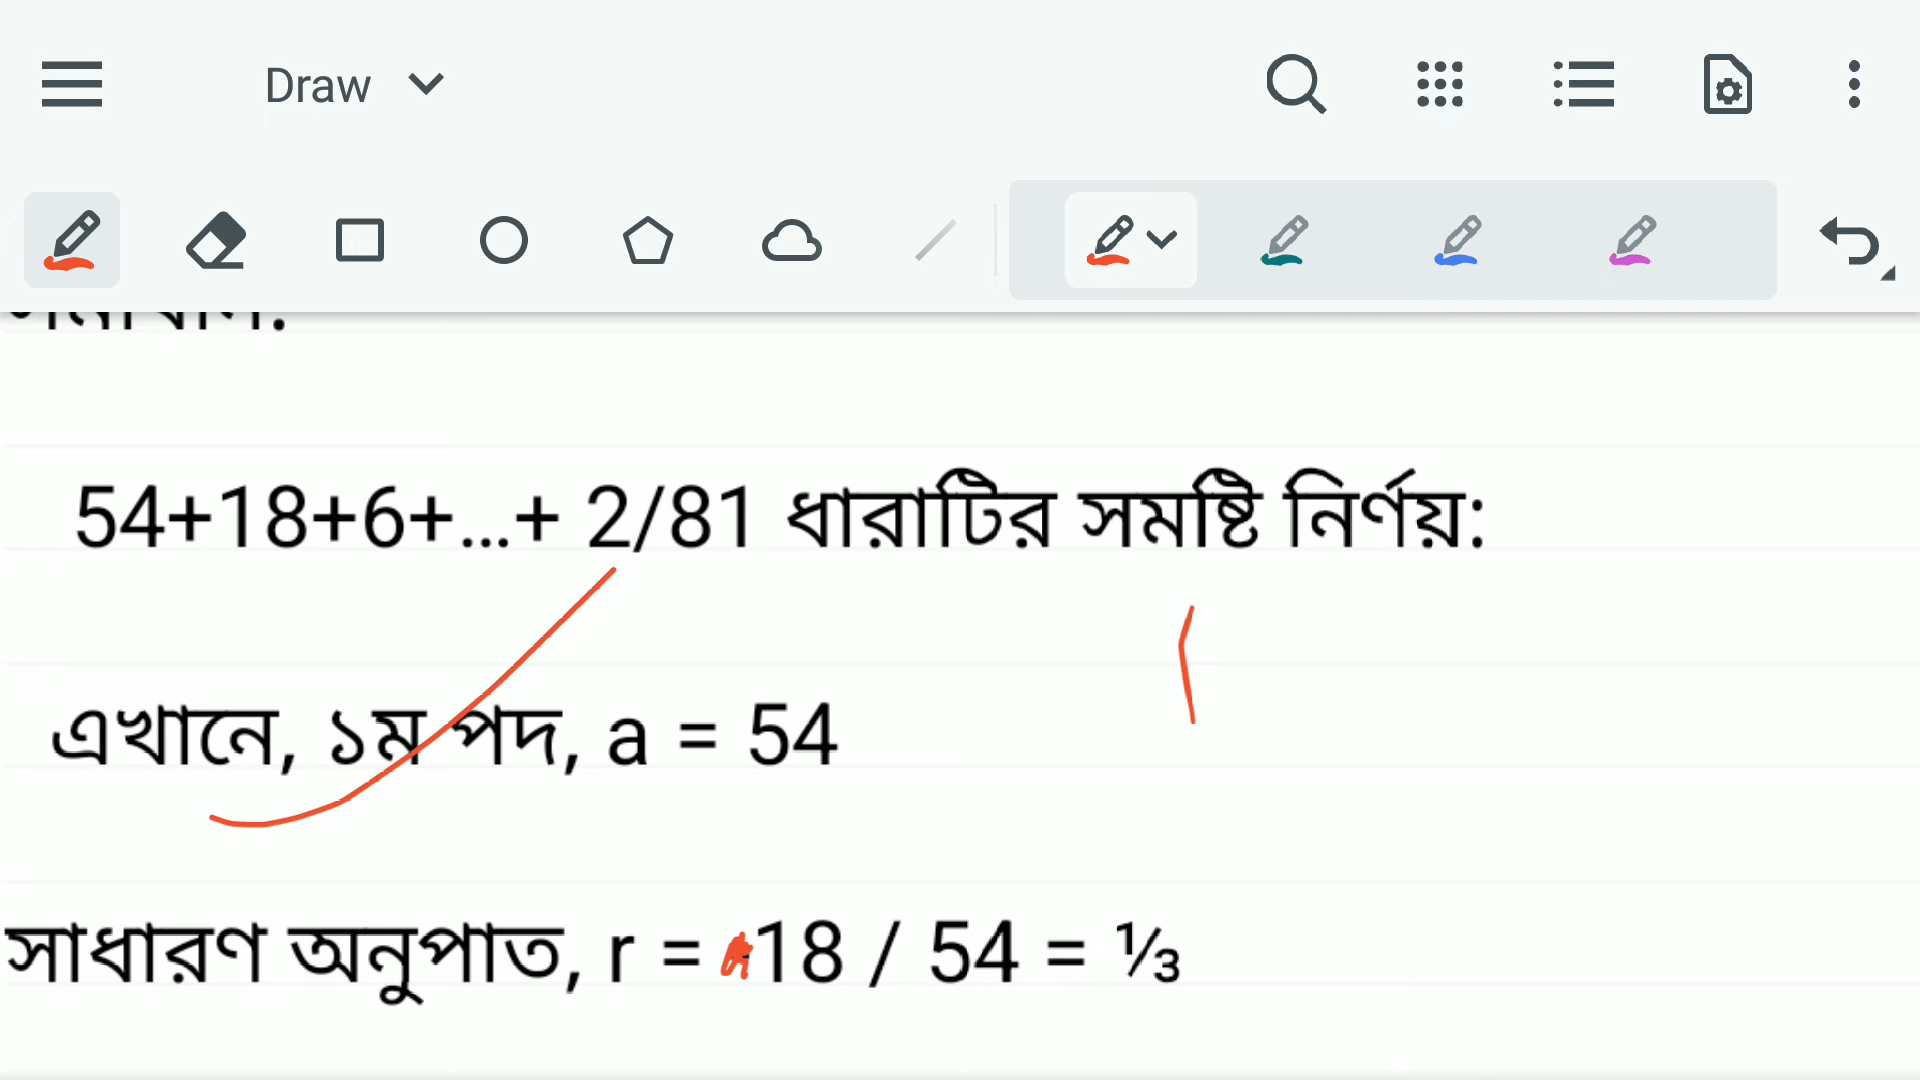 Draw
54+18+6+...+ 2/81 ধারাটির সমষ্টি নির্ণয়:
এখানে, ১ম পদ, a = 54
সাধারণ অনুপাত, r = 18 / 54 = ⅓